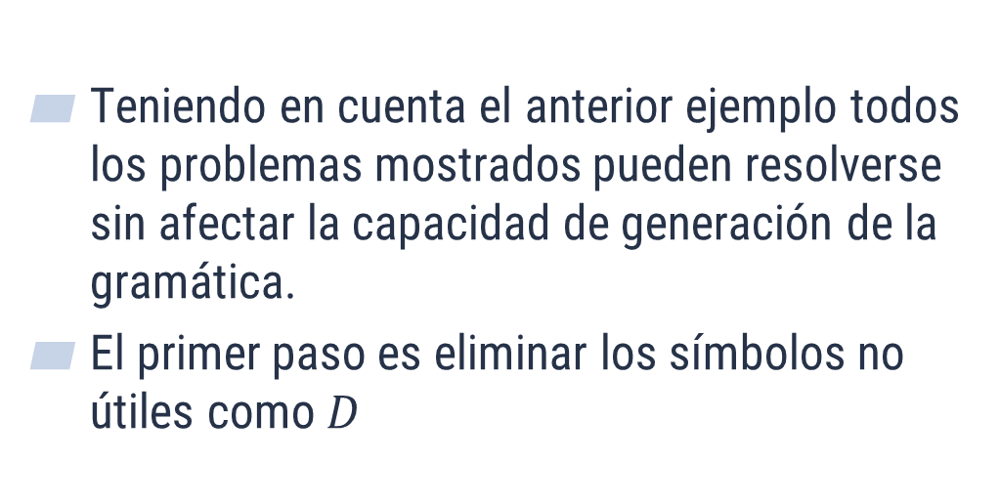 Teniendo en cuenta el anterior ejemplo todos
los problemas mostrados pueden resolverse
sin afectar la capacidad de generación de la
gramática.
El primer paso es eliminar los símbolos no
útiles como D